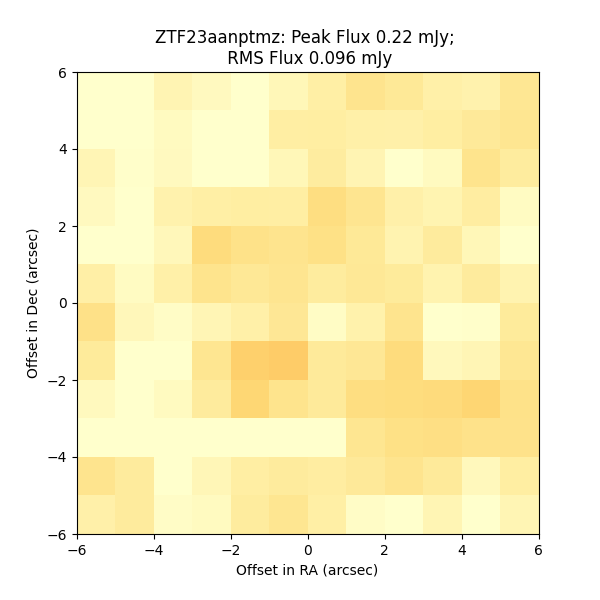 ZTF23aanptmz: Peak Flux 0.22 mJy;
RMS Flux 0.096 mJy
6
4
2
0
−2
−4
−6
Offset in Dec (arcsec)
−6 −4 −2 0 2 4 6
Offset in RA (arcsec)